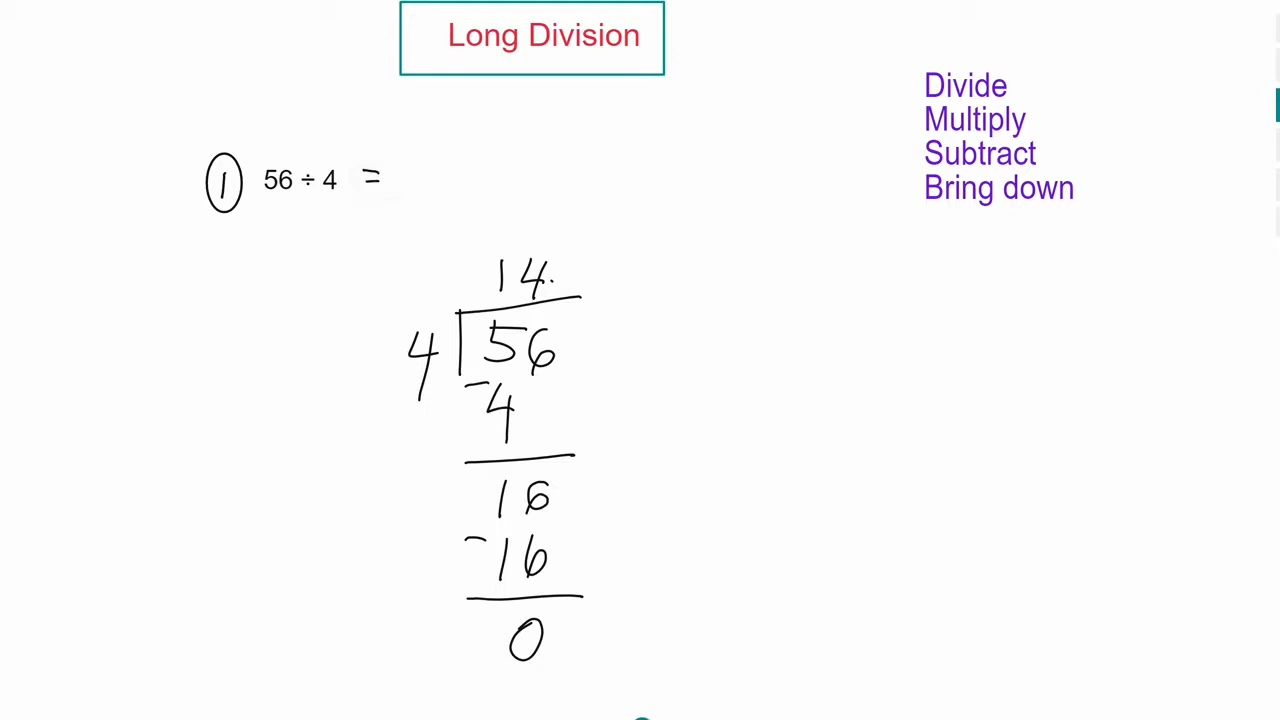 Long Division
Divide
Multiply
Subtract
Bring down
1 56 ÷ 4 =
14.
4 56
-4
16
-16
0